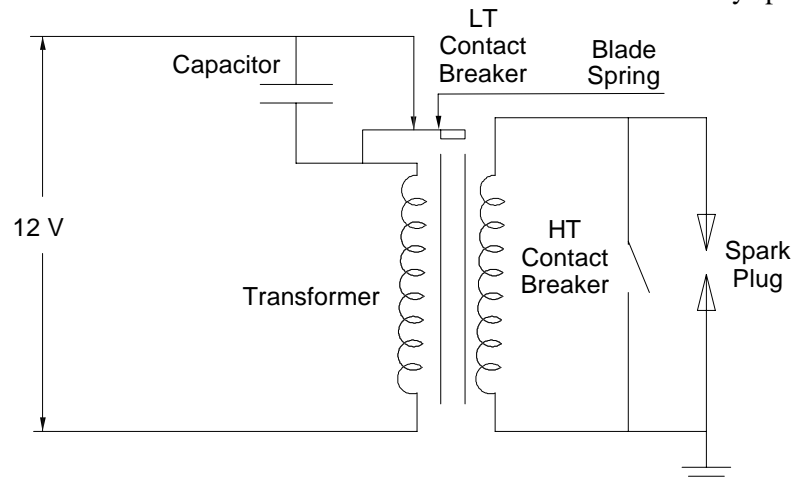 LT
Contact
Breaker
Blade
Spring
Capacitor
12 V
Transformer
HT
Contact
Breaker
Spark
Plug